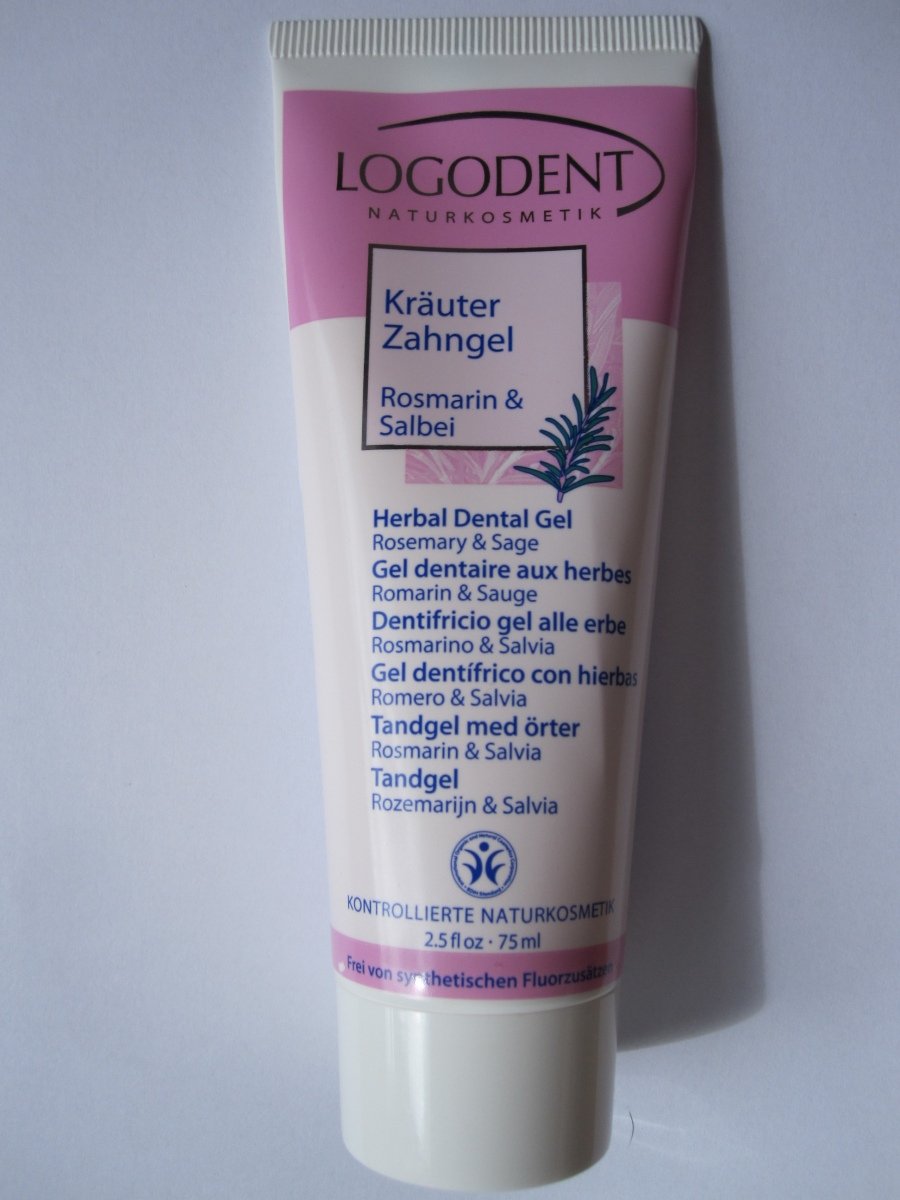 LOGODENT
NATURKOSMETIK
Kräuter
Zahngel
Rosmarin &
Salbei
Herbal Dental Gel
Rosemary & Sage
Gel dentaire aux herbes
Romarin & Sauge
Dentifricio gel alle erbe
Rosmarino & Salvia
Gel dentífrico con hierbas
Romero & Salvia
Tandgel med örter
Rosmarin & Salvia
Tandgel
Rozemarijn & Salvia
KONTROLLIERTE NATURKOSMETIK
2.5 fl oz · 75 ml
Frei von synthetischen Fluorzusätzen